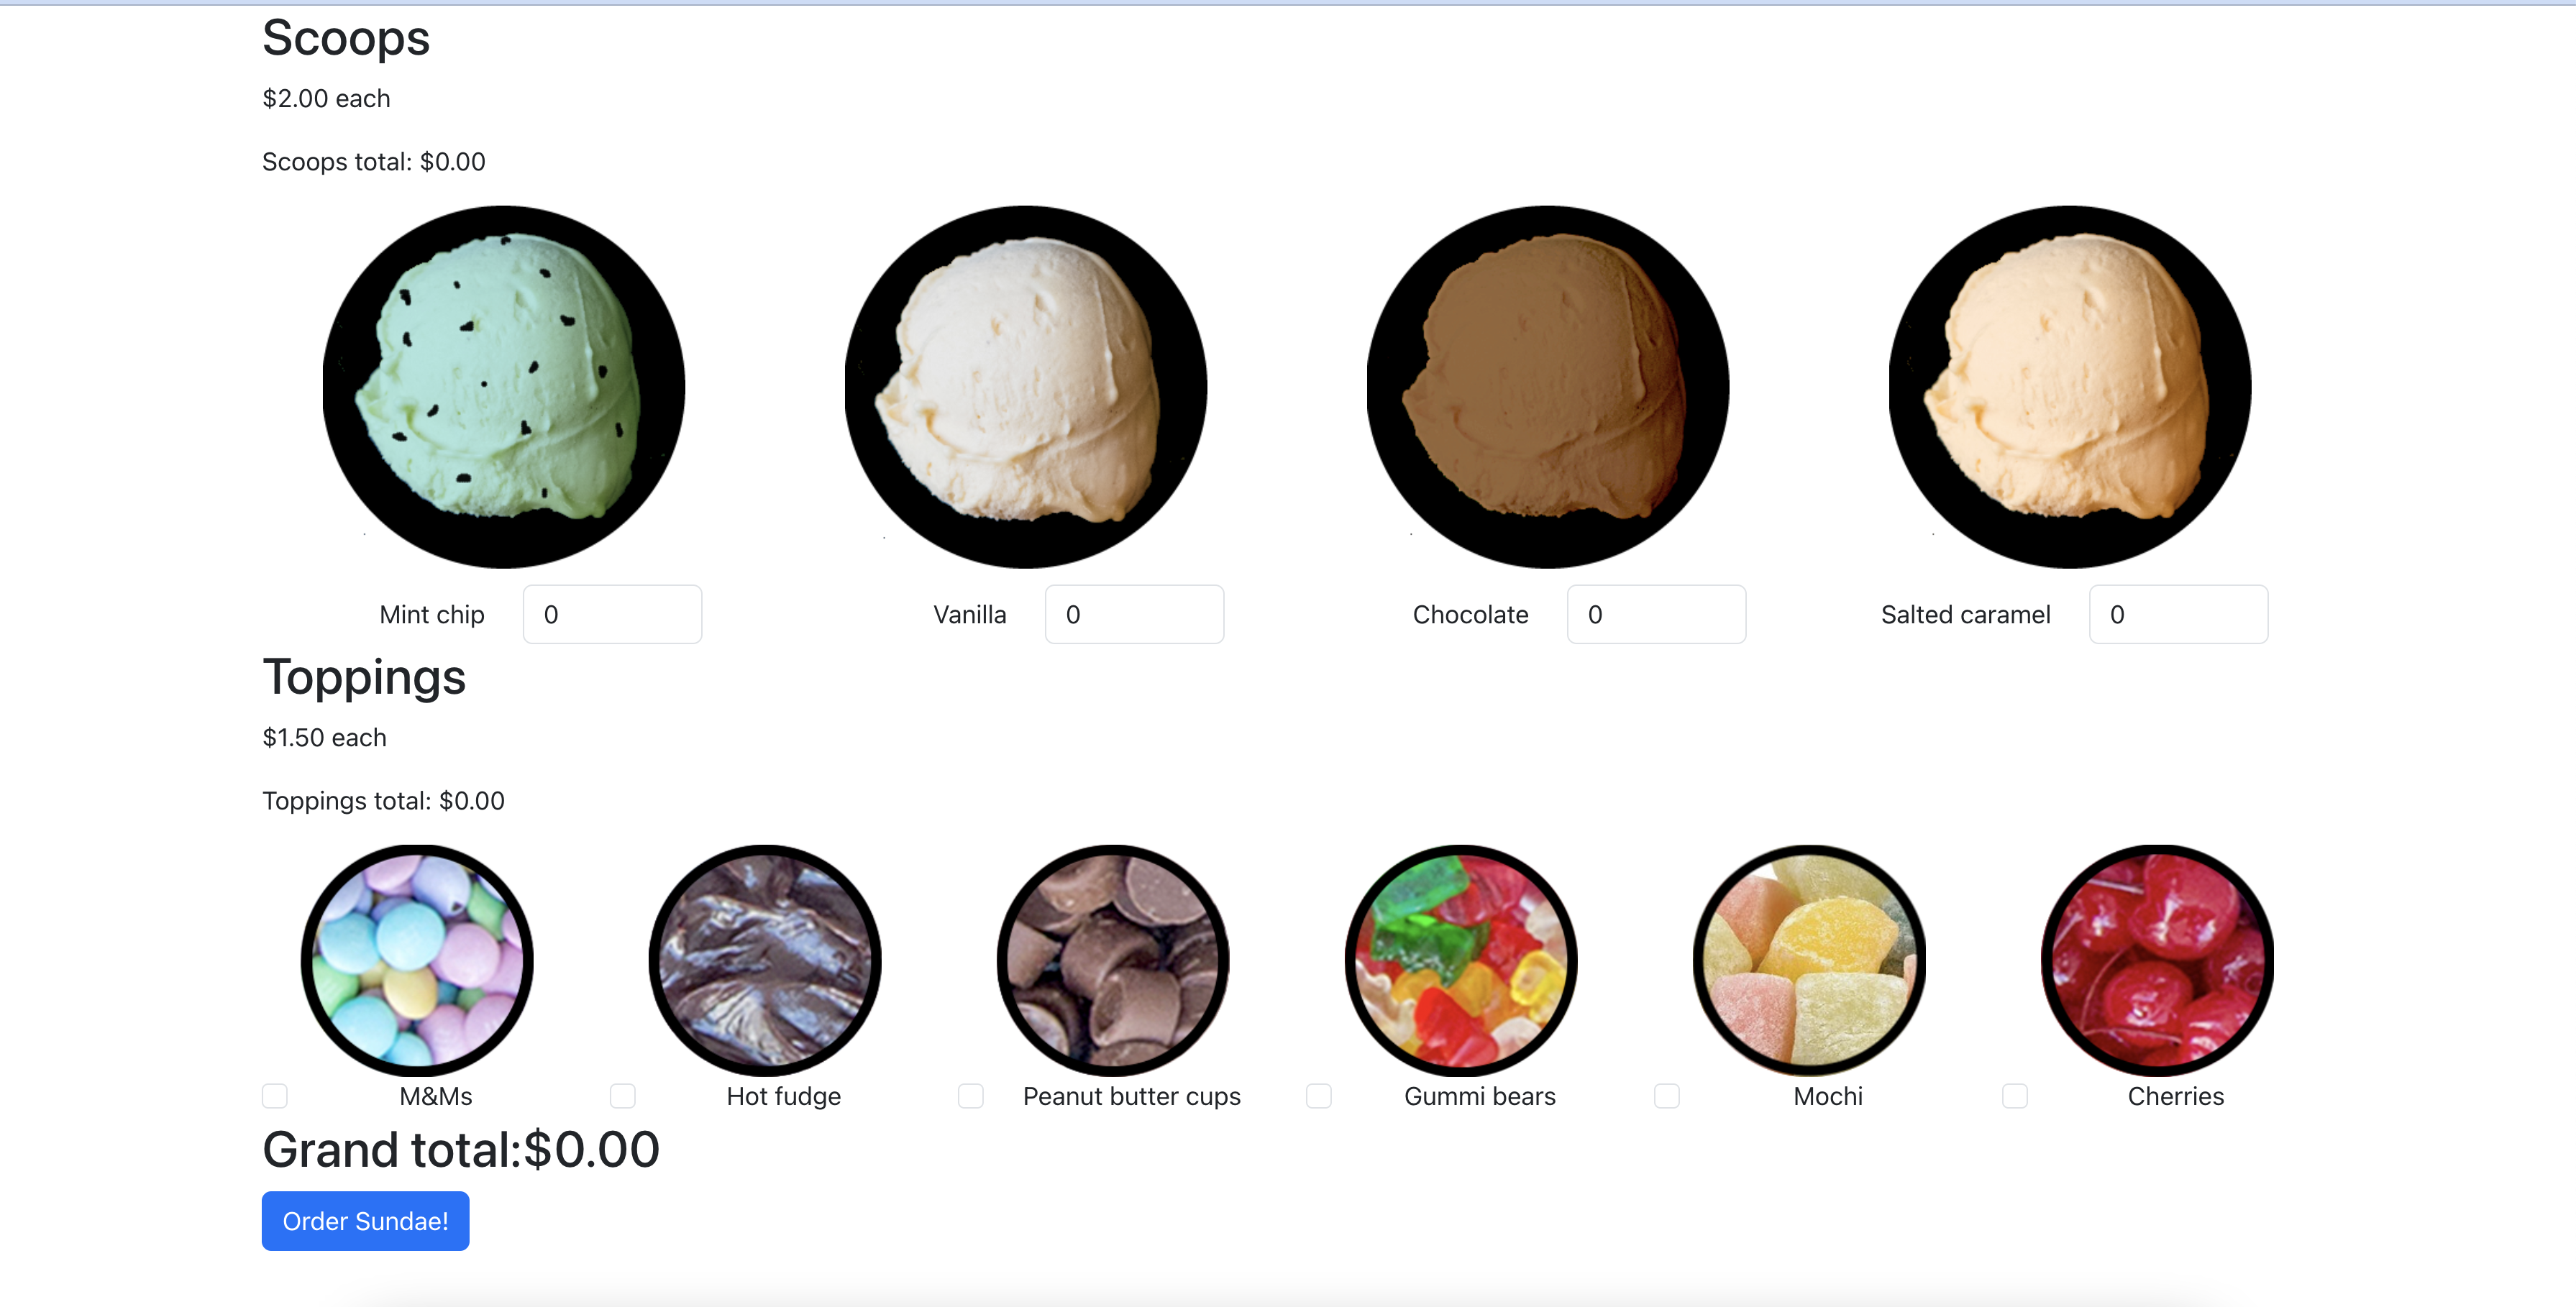 Scoops
$2.00 each
Scoops total: $0.00
Mint chip 0 Vanilla 0 Chocolate 0 Salted caramel 0
Toppings
$1.50 each
Toppings total: $0.00
M&Ms Hot fudge Peanut butter cups Gummi bears Mochi Cherries
Grand total:$0.00
Order Sundae!